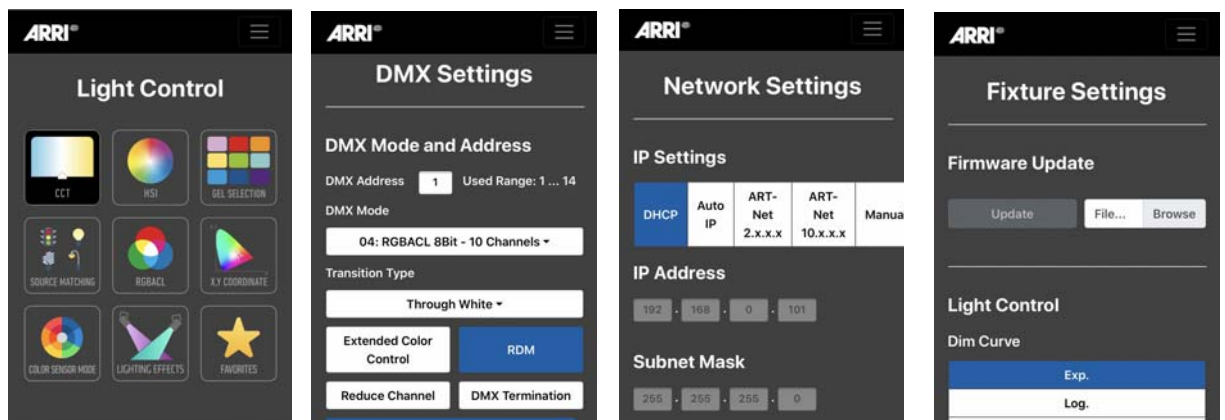 ARRI
Light Control
CCT
HSI
GEL SELECTION
SOURCE MATCHING
RGBACL
X,Y COORDINATE
COLOR SENSOR MODE
LIGHTING EFFECTS
FAVORITES
ARRI
DMX Settings
DMX Mode and Address
DMX Address 1 Used Range: 1 ... 14
DMX Mode
04: RGBACL 8Bit - 10 Channels
Transition Type
Through White
Extended Color
Control
RDM
Reduce Channel
DMX Termination
ARRI
Network Settings
IP Settings
DHCP
Auto
IP
ART-
Net
2.x.x.x
ART-
Net
10.x.x.x
Manua
IP Address
192 . 168 . 0 . 101
Subnet Mask
255 . 255 . 255 . 0
ARRI
Fixture Settings
Firmware Update
Update
File...
Browse
Light Control
Dim Curve
Exp.
Log.